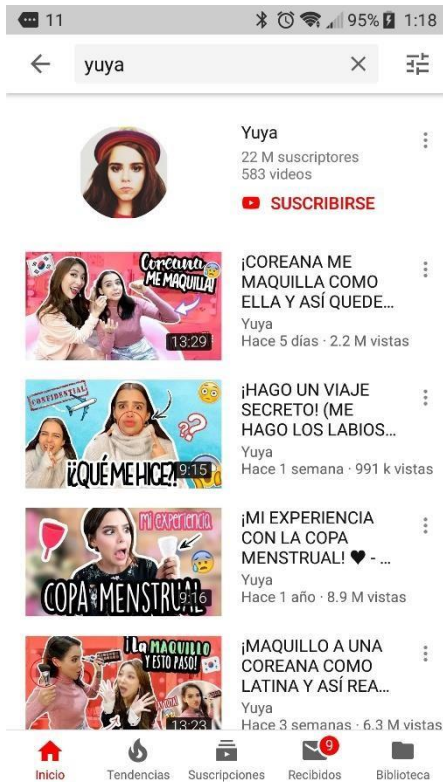 11
95% 1:18
yuya
Yuya
22 M suscriptores
583 videos
SUSCRIBIRSE
Coreana
ME MAQUILLA!
13:29
¡COREANA ME
MAQUILLA COMO
ELLA Y ASÍ QUEDE...
Yuya
Hace 5 días · 2.2 M vistas
CONFIDENTIAL
¿¡QUÉ ME HICE?!
9:15
¡HAGO UN VIAJE
SECRETO! (ME
HAGO LOS LABIOS...
Yuya
Hace 1 semana · 991 k vistas
mi experiencia
COPA MENSTRUAL
9:16
¡MI EXPERIENCIA
CON LA COPA
MENSTRUAL! ♥ - ...
Yuya
Hace 1 año · 8.9 M vistas
¡La MAQUILLO
Y ESTO PASO!
13:23
¡MAQUILLO A UNA
COREANA COMO
LATINA Y ASÍ REA...
Yuya
Hace 3 semanas · 6.3 M vistas
9
Inicio
Tendencias
Suscripciones
Recibidos
Biblioteca